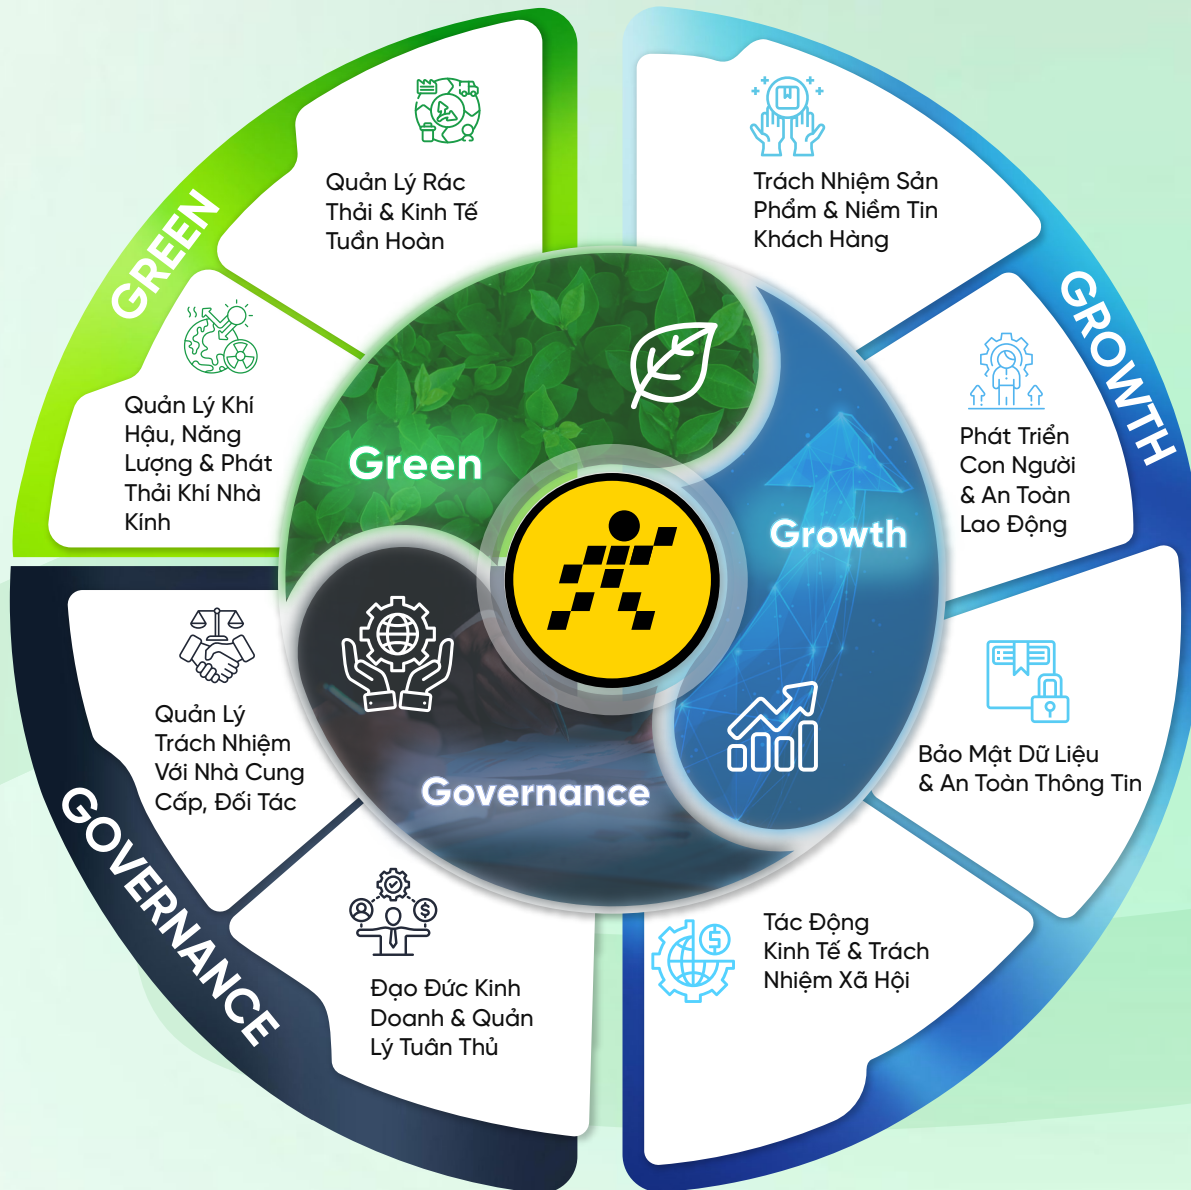 GREEN
Quản Lý Rác
Thải & Kinh Tế
Tuần Hoàn
Quản Lý Khí
Hậu, Năng
Lượng & Phát
Thải Khí Nhà
Kính
GROWTH
Trách Nhiệm Sản
Phẩm & Niềm Tin
Khách Hàng
Phát Triển
Con Người
& An Toàn
Lao Động
Bảo Mật Dữ Liệu
& An Toàn Thông Tin
Tác Động
Kinh Tế & Trách
Nhiệm Xã Hội
GOVERNANCE
Quản Lý
Trách Nhiệm
Với Nhà Cung
Cấp, Đối Tác
Đạo Đức Kinh
Doanh & Quản
Lý Tuân Thủ
Green
Growth
Governance